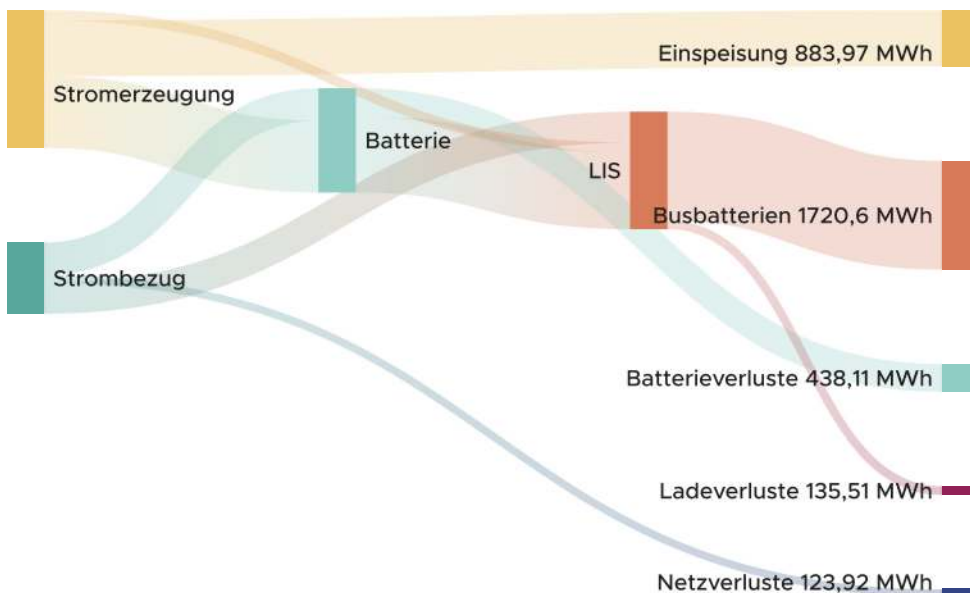 Einspeisung 883,97 MWh
Stromerzeugung
Batterie
LIS
Busbatterien 1720,6 MWh
Strombezug
Batterieverluste 438,11 MWh
Ladeverluste 135,51 MWh
Netzverluste 123,92 MWh